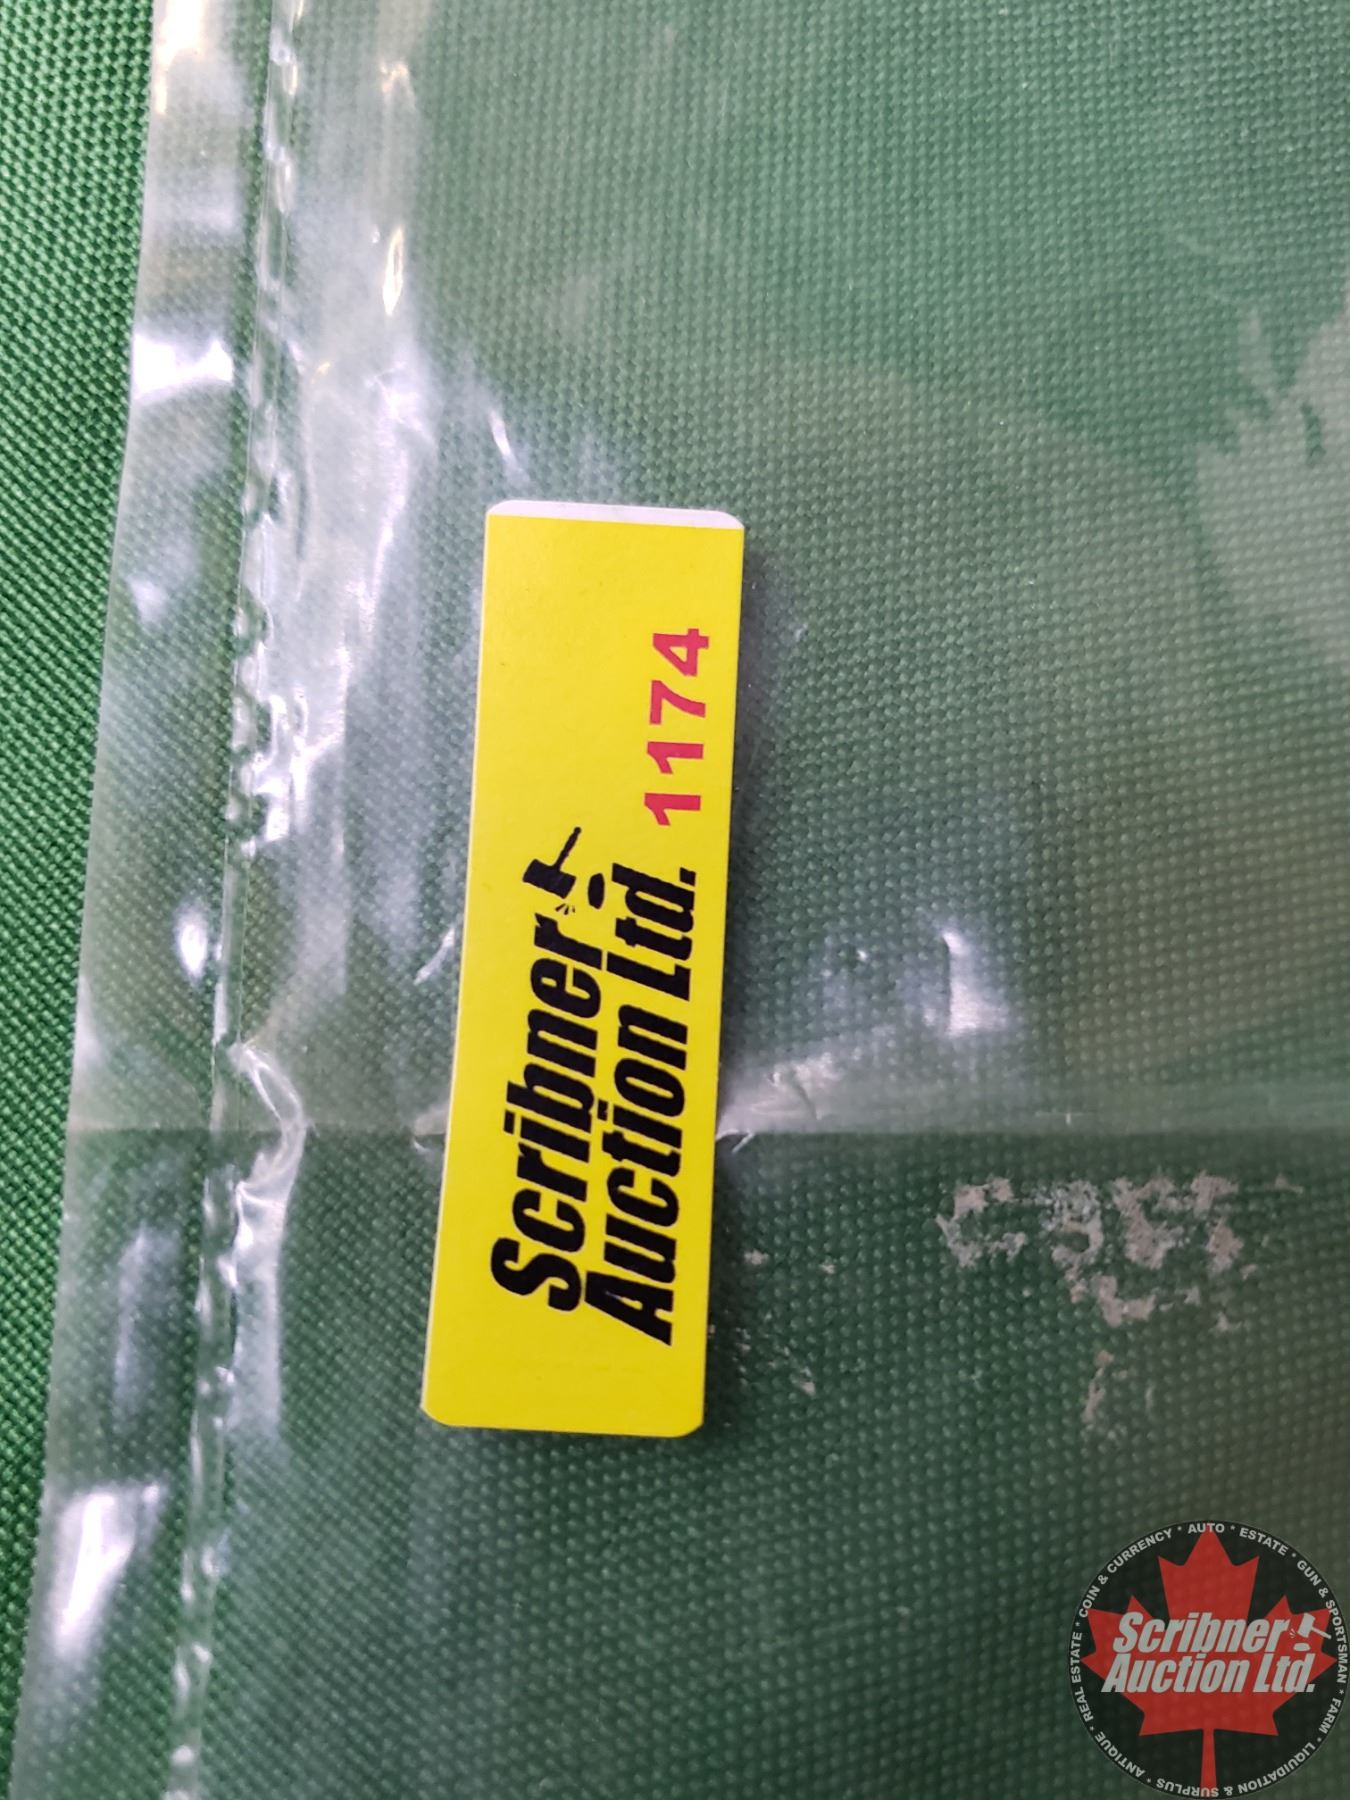 Scribner
Auction Ltd. 1174
COIN & CURRENCY * AUTO * ESTATE * GUN & SPORTSMAN * FARM * LIQUIDATION & SURPLUS * ANTIQUE * REAL ESTATE *
Scribner
Auction Ltd.